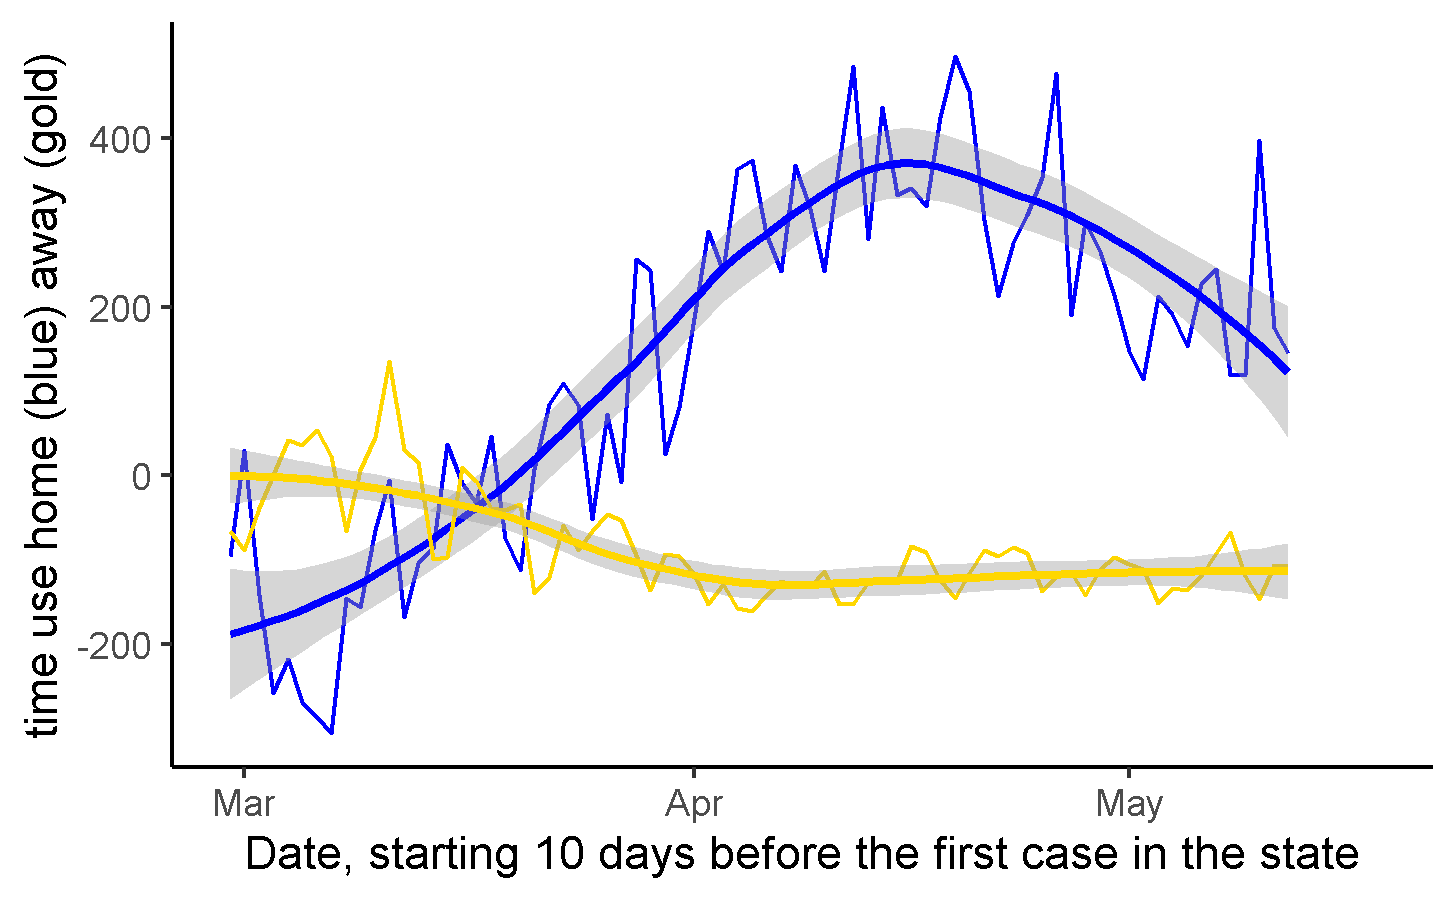 time use home (blue) away (gold)
400
200
0
-200
Mar
Apr
May
Date, starting 10 days before the first case in the state